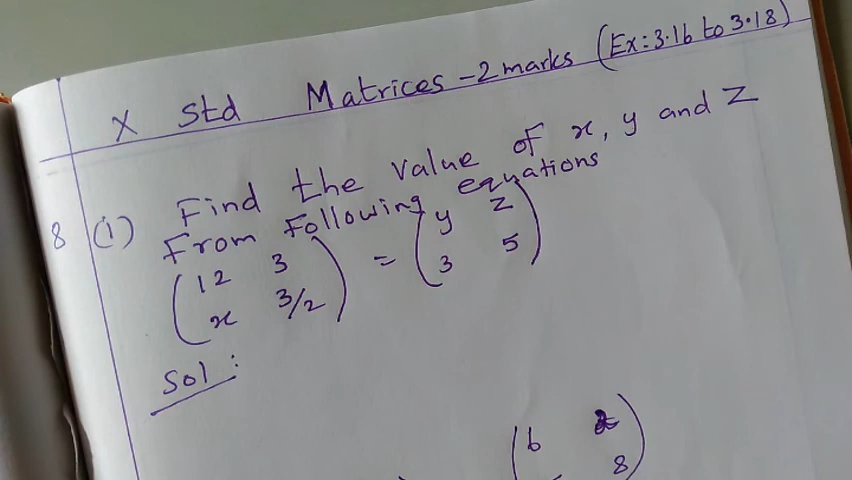 X Std Matrices - 2 marks (Ex: 3.16 to 3.18)
8 (i) Find the value of x, y and Z
From Following equations
(12 3) = (y z)
(x 3/2) (3 5)
Sol:
(6
8